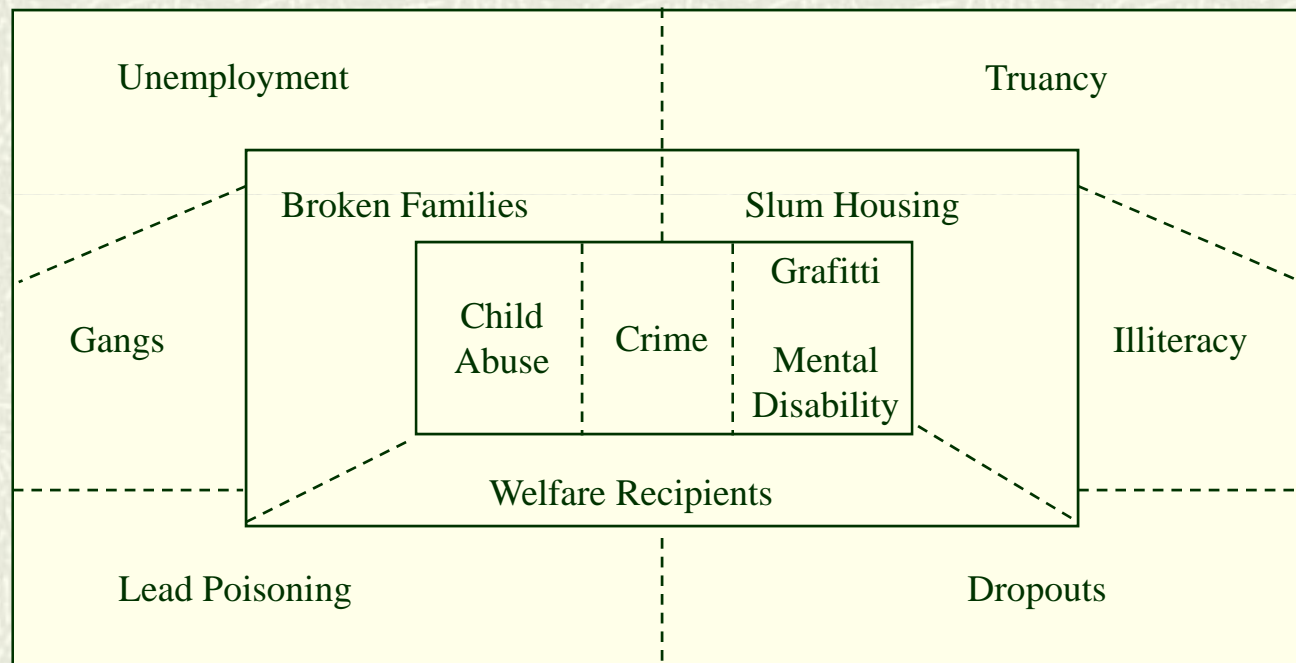 Unemployment
Truancy
Broken Families
Slum Housing
Grafitti
Child
Abuse
Crime
Mental
Disability
Gangs
Illiteracy
Welfare Recipients
Lead Poisoning
Dropouts